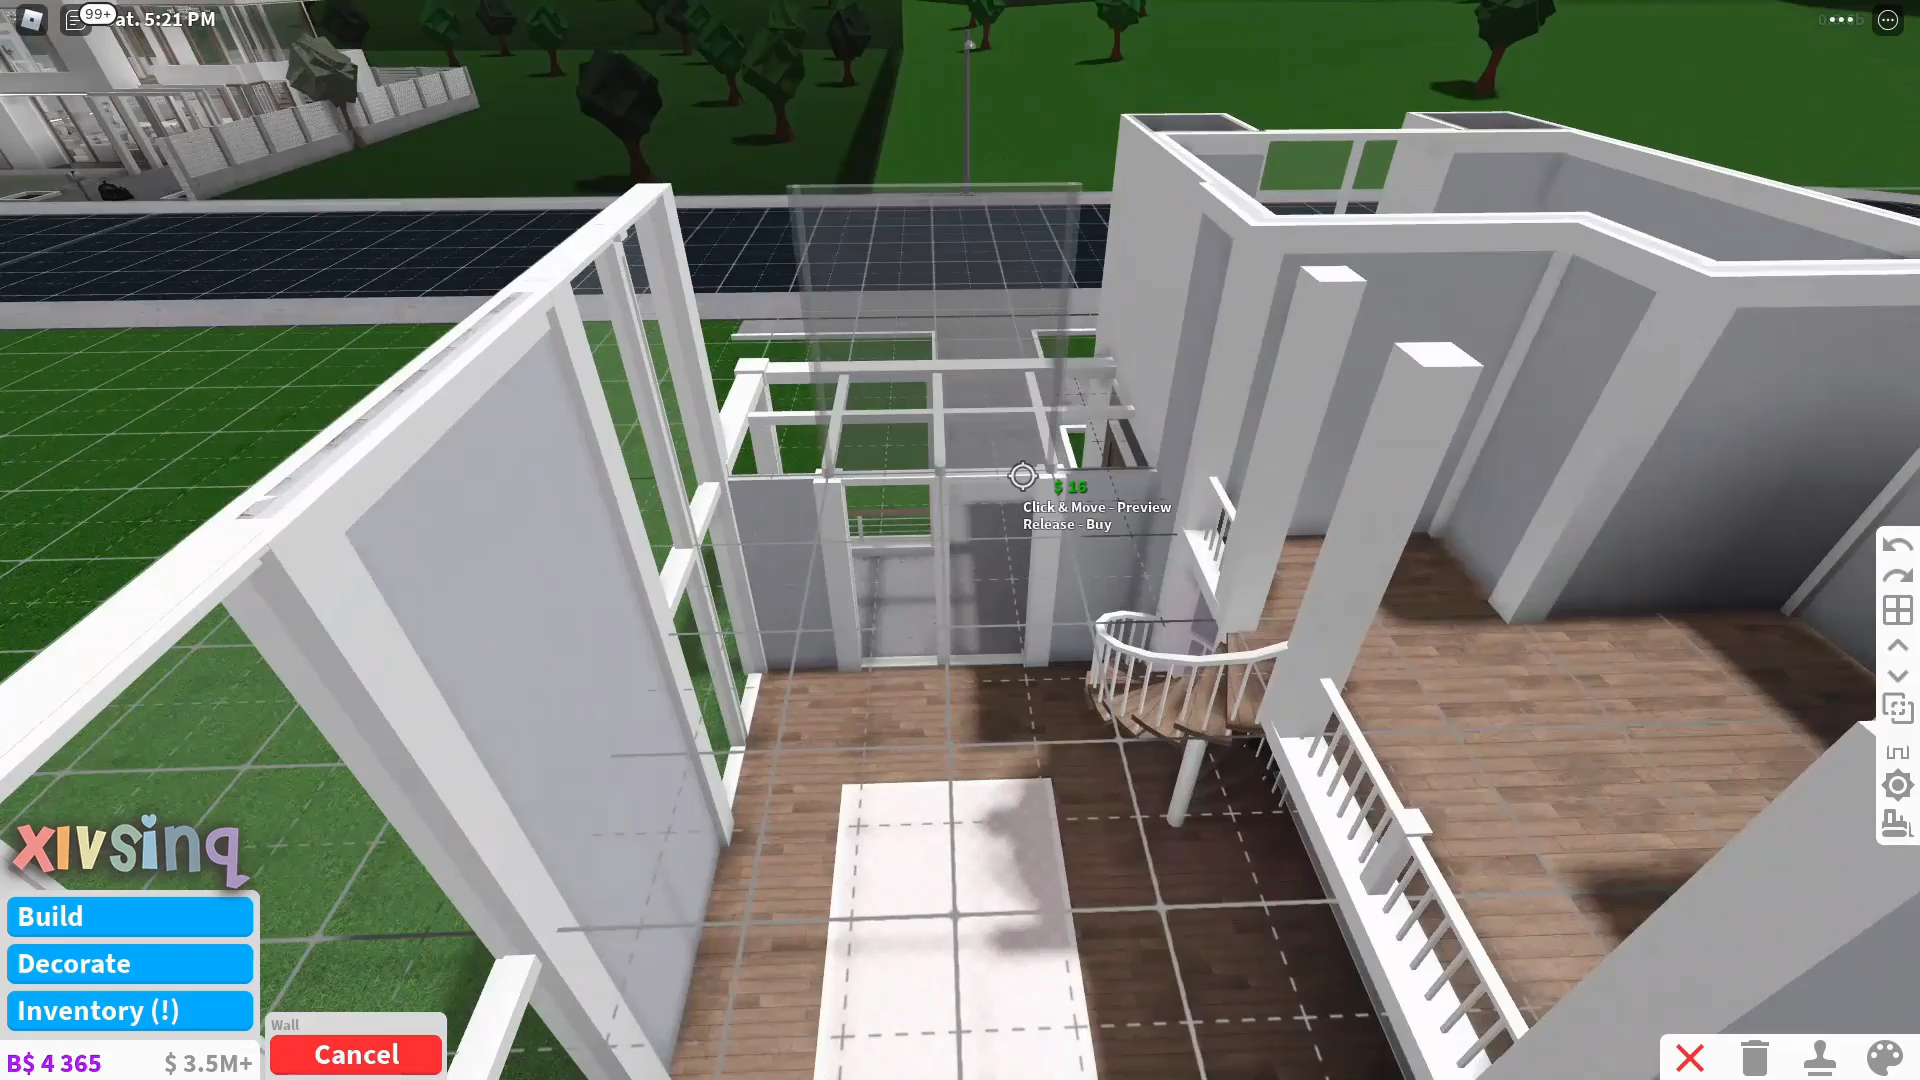 99+
at. 5:21 PM
$ 16
Click & Move - Preview
Release - Buy
xivsinq
Build
Decorate
Inventory (!)
Wall
Cancel
B$ 4 365
$ 3.5M+